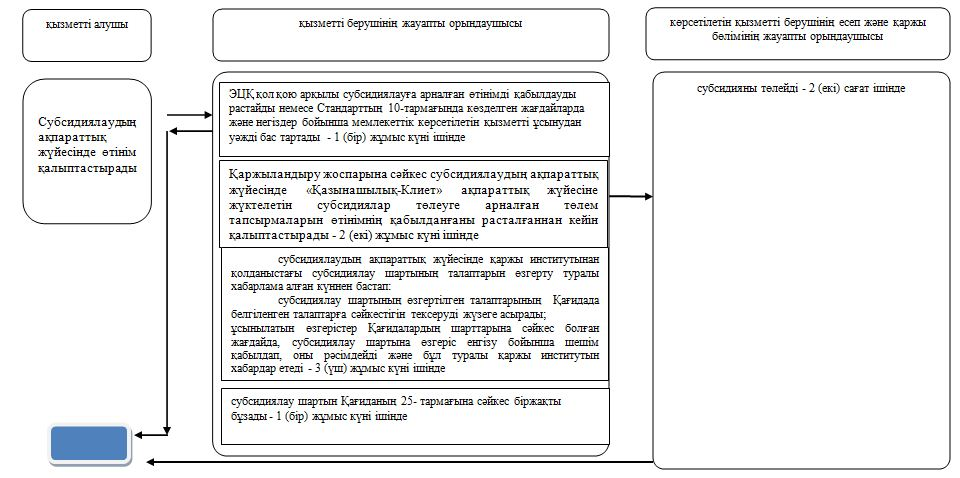 қызметті алушы
қызметті берушінің жауапты орындаушысы
көрсетілетін қызметті берушінің есеп және қаржы
бөлімінің жауапты орындаушысы
Субсидиялаудың
ақпараттық
жүйесінде өтінім
қалыптастырады
ЭЦҚ қол қою арқылы субсидиялауға арналған өтінімді қабылдауды
растайды немесе Стандарттың 10-тармағында көзделген жағдайларда
және негіздер бойынша мемлекеттік көрсетілетін қызметті ұсынудан
уәжді бас тартады - 1 (бір) жұмыс күні ішінде
Қаржыландыру жоспарына сәйкес субсидиялаудың ақпараттық
жүйесінде «Қазынашылық-Клиет» ақпараттық жүйесіне
жүктелетін субсидиялар төлеуге арналған төлем
тапсырмаларын өтінімнің қабылданғаны расталғаннан кейін
қалыптастырады - 2 (екі) жұмыс күні ішінде
субсидиялаудың ақпараттық жүйесінде қаржы институтынан
қолданыстағы субсидиялау шартының талаптарын өзгерту туралы
хабарлама алған күннен бастап:
субсидиялау шартының өзгертілген талаптарының Қағидада
белгіленген талаптарға сәйкестігін тексеруді жүзеге асырады;
ұсынылатын өзгерістер Қағидалардың шарттарына сәйкес болған
жағдайда, субсидиялау шартына өзгеріс енгізу бойынша шешім
қабылдап, оны рәсімдейді және бұл туралы қаржы институтын
хабардар етеді - 3 (үш) жұмыс күні ішінде
субсидиялау шартын Қағиданың 25- тармағына сәйкес біржақты
бұзады - 1 (бір) жұмыс күні ішінде
субсидияны төлейді - 2 (екі) сағат ішінде